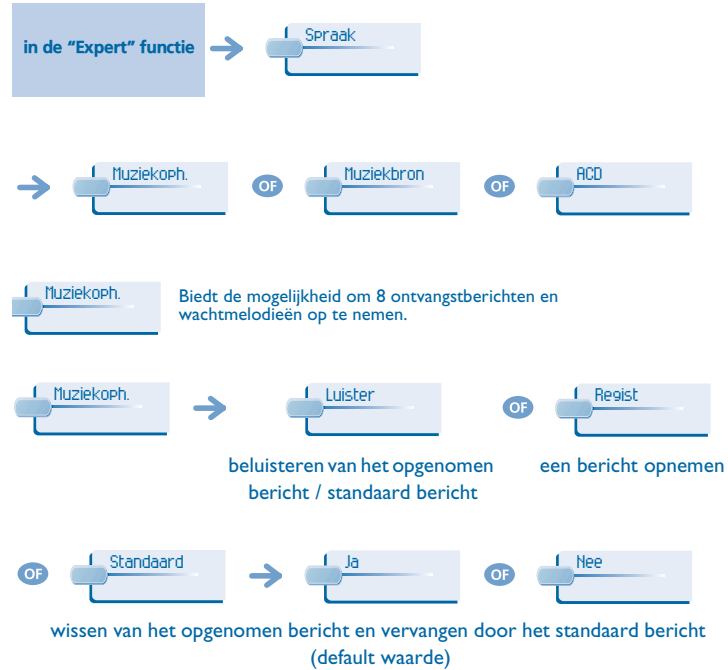 in de “Expert” functie
Spraak
Muziekoph.
OF
Muziekbron
OF
ACD
Muziekoph.
Biedt de mogelijkheid om 8 ontvangstberichten en
wachtmelodieën op te nemen.
Muziekoph.
Luister
OF
Regist
beluisteren van het opgenomen
bericht / standaard bericht
een bericht opnemen
OF
Standaard
Ja
OF
Nee
wissen van het opgenomen bericht en vervangen door het standaard bericht
(default waarde)